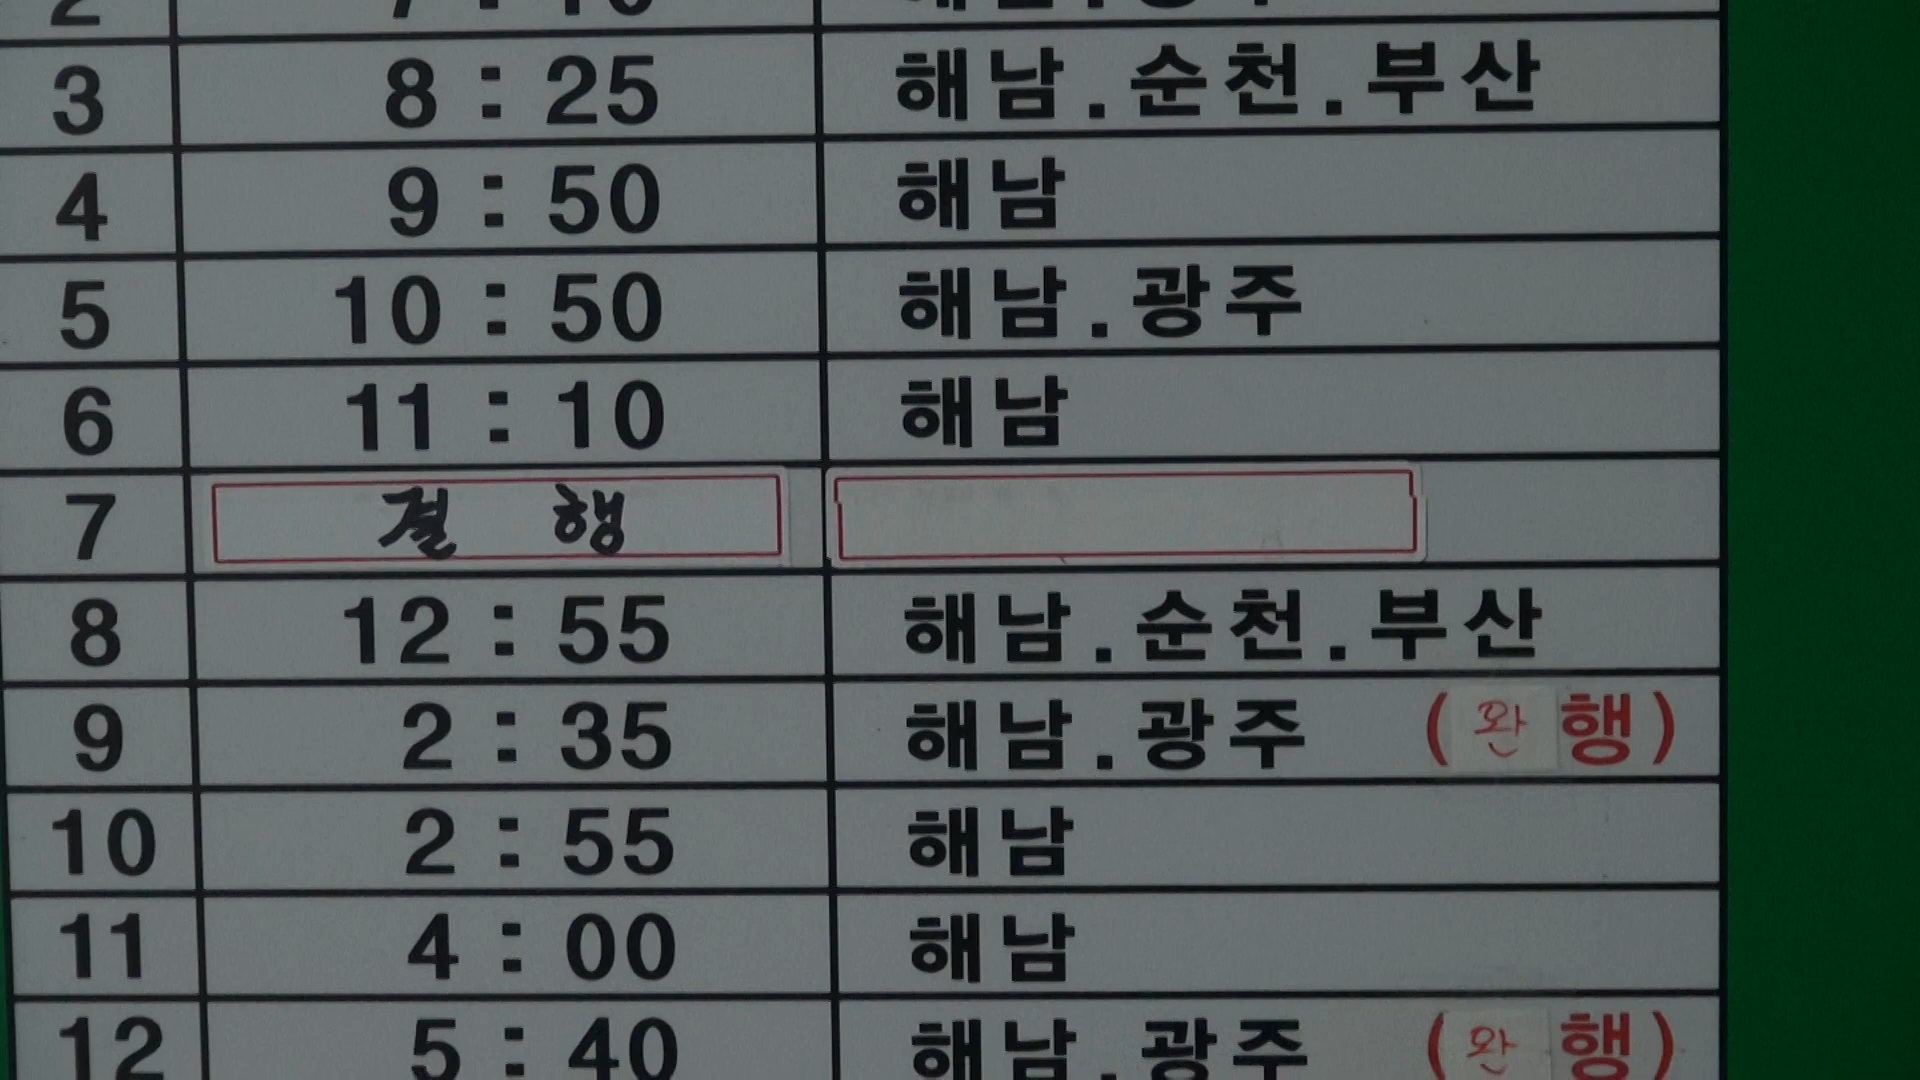 3 8 : 25 해남.순천.부산
4 9 : 50 해남
5 10 : 50 해남.광주
6 11 : 10 해남
7 결 행
8 12 : 55 해남.순천.부산
9 2 : 35 해남.광주 (완행)
10 2 : 55 해남
11 4 : 00 해남
12 5 : 40 해남.광주 (완행)